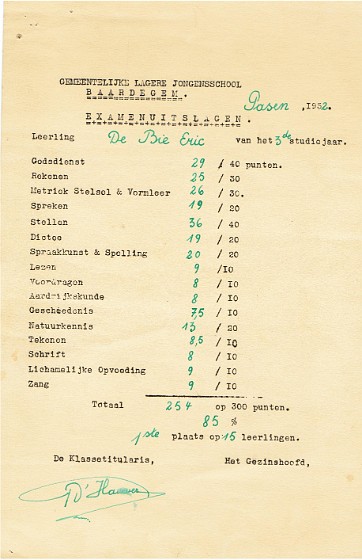 GEMEENTELIJKE LAGERE JONGENSSCHOOL
BAARDEGEM.
Pasen ,1952.
EXAMENUITSLAGEN.
Leerling De Bie Eric van het 3de studiejaar.
Godsdienst 29 / 40 punten.
Rekenen 25 / 30
Metriek Stelsel & Vormleer 26 / 30.
Spreken 19 / 20
Stellen 36 / 40
Dictee 19 / 20
Spraakkunst & Spelling 20 / 20
Lezen 9 /10
Voordragen 8 / 10
Aardrijkskunde 8 / 10
Geschiedenis 7,5 / 10
Natuurkennis 13 / 20
Tekenen 8,5 / 10
Schrift 8 / 10
Lichamelijke Opvoeding 9 / 10
Zang 9 / 10
Totaal 254 op 300 punten.
85 %
1ste plaats op 15 leerlingen.
De Klassetitularis, Het Gezinshoofd,